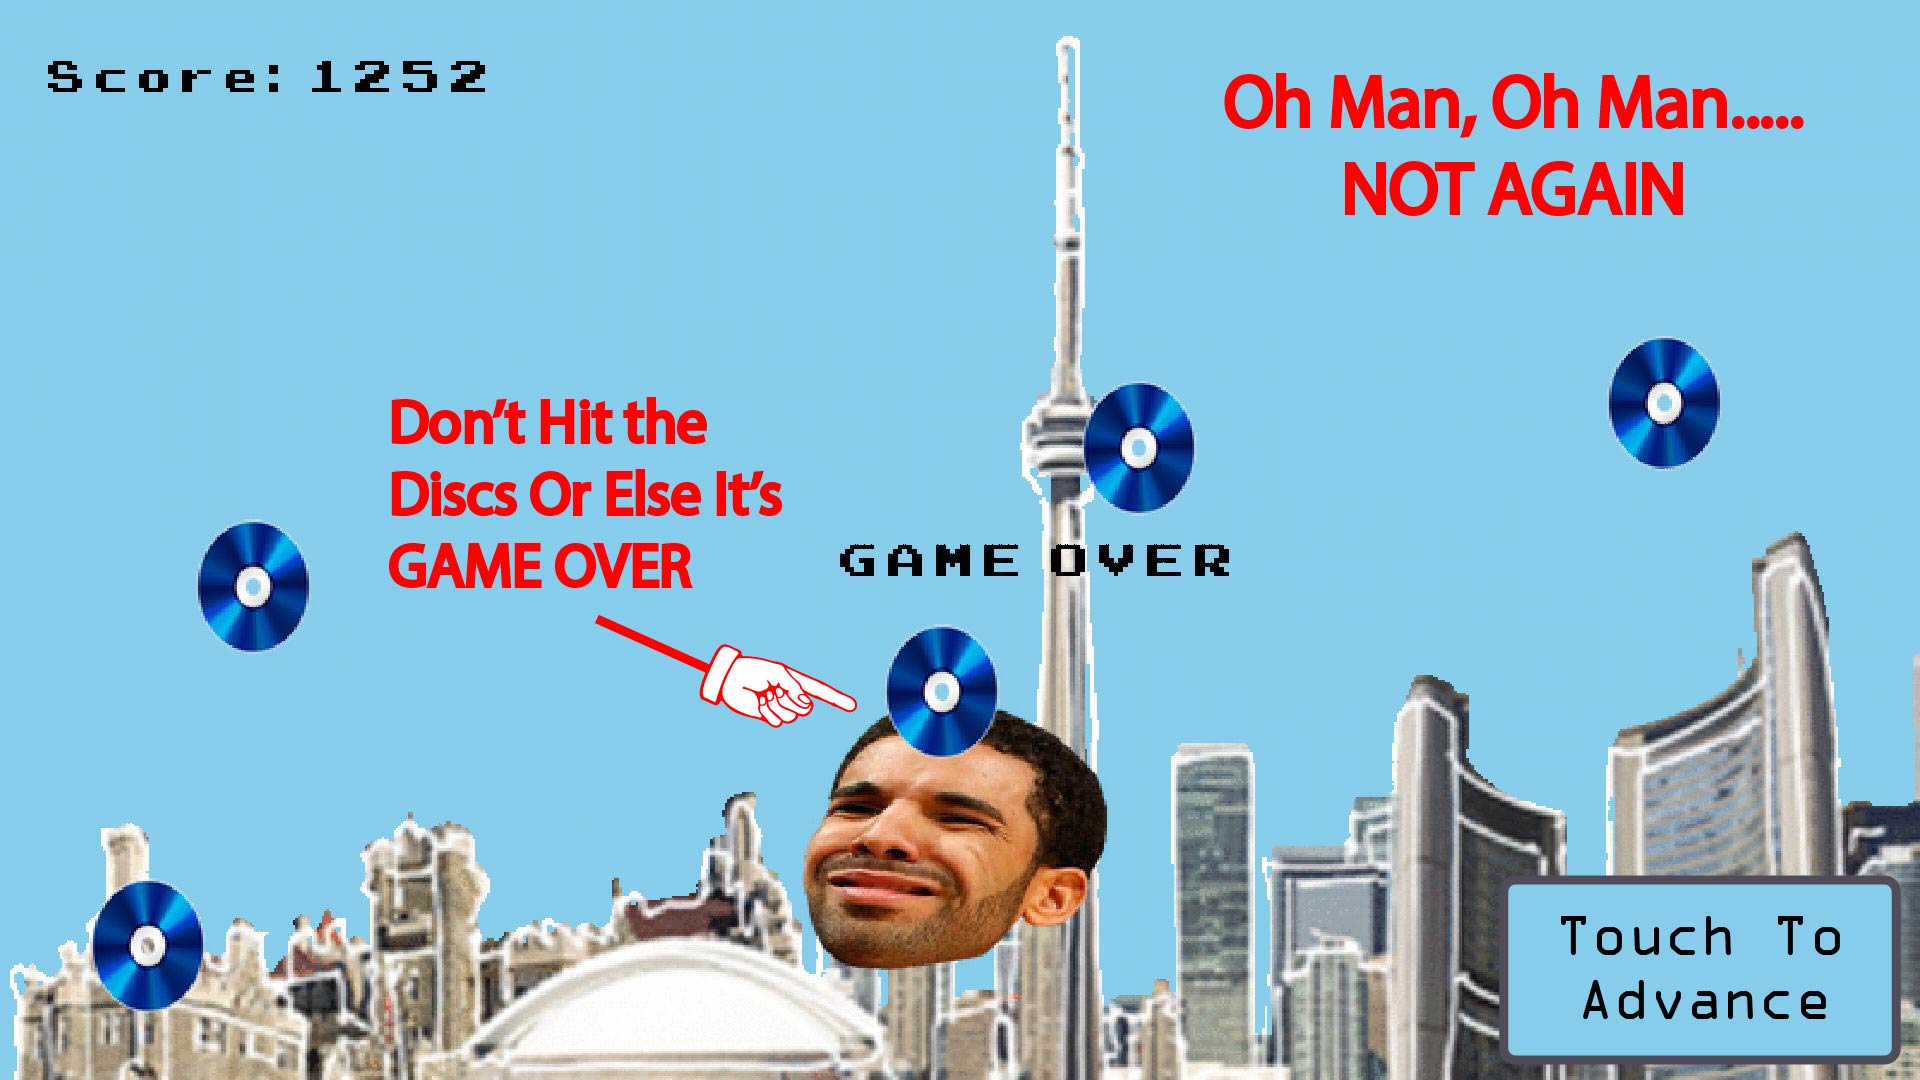 Score: 1252
Oh Man, Oh Man.....
NOT AGAIN
Don't Hit the
Discs Or Else It's
GAME OVER
GAME OVER
Touch To
Advance